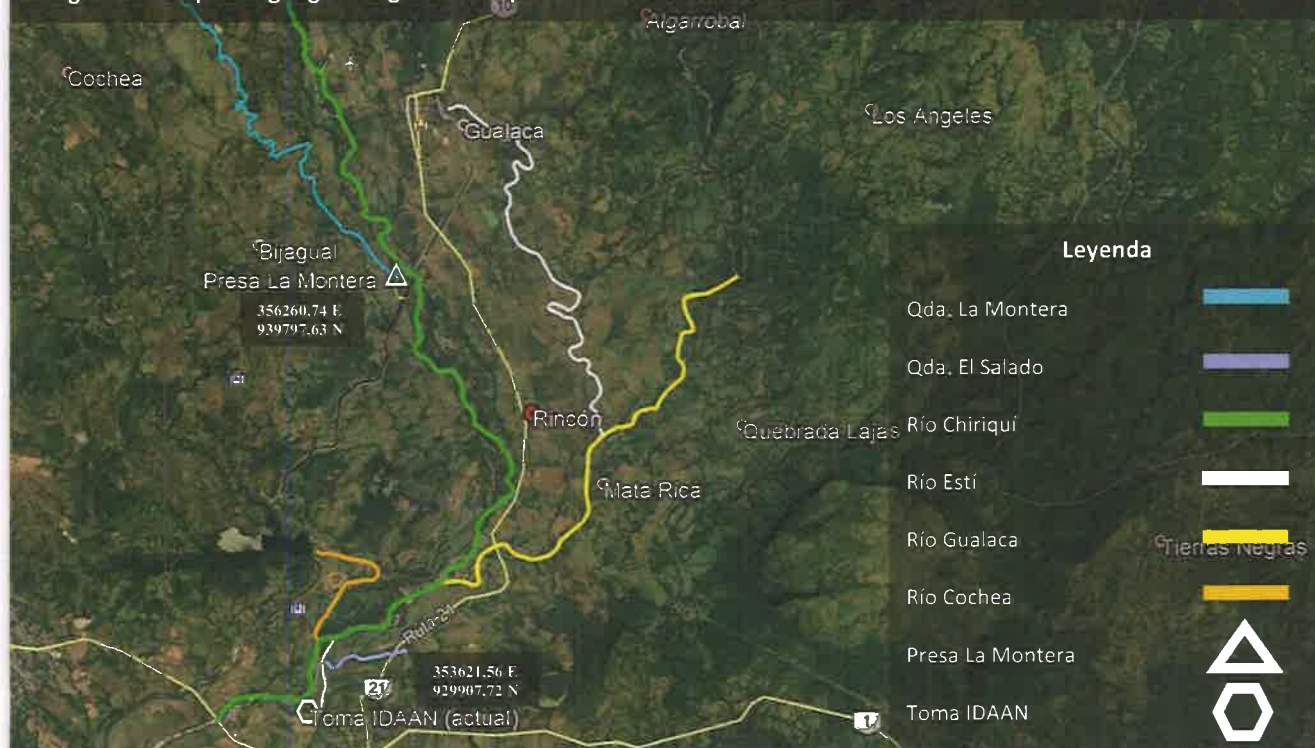 Algarrobal
Cochea
Los Angeles
Gualaca
Bijagual
Presa La Montera
356260.74 E
939797.63 N
Rincón
Quebrada Lajas
Mata Rica
Tierras Negras
Ruta-21
353621.56 E
929907.72 N
21
Toma IDAAN (actual)
1
Leyenda
Qda. La Montera
Qda. El Salado
Río Chiriquí
Río Estí
Río Gualaca
Río Cochea
Presa La Montera
Toma IDAAN